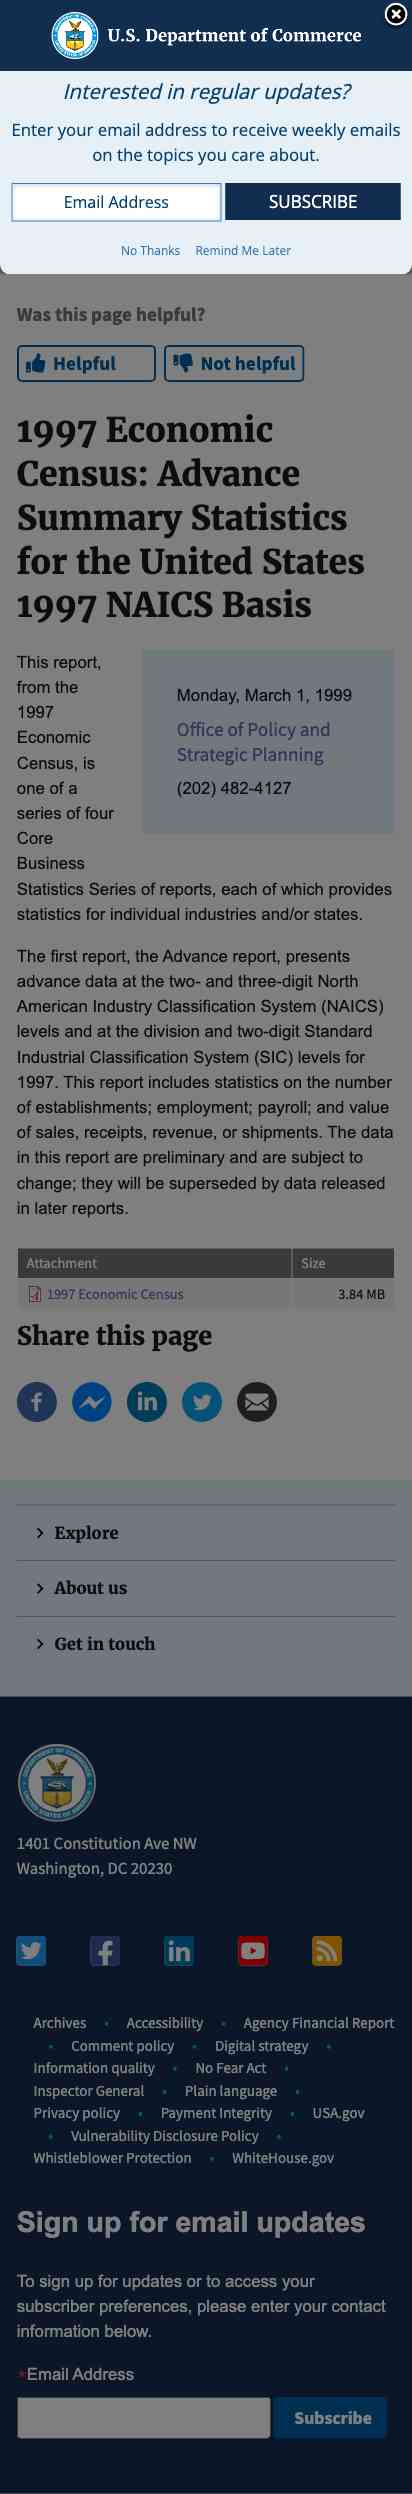 U.S. Department of Commerce
Interested in regular updates?
Enter your email address to receive weekly emails
on the topics you care about.
Email Address
SUBSCRIBE
No Thanks Remind Me Later
Was this page helpful?
Helpful
Not helpful
1997 Economic
Census: Advance
Summary Statistics
for the United States
1997 NAICS Basis
This report,
from the
1997
Economic
Census, is
one of a
series of four
Core
Business
Monday, March 1, 1999
Office of Policy and
Strategic Planning
(202) 482-4127
Statistics Series of reports, each of which provides
statistics for individual industries and/or states.
The first report, the Advance report, presents
advance data at the two- and three-digit North
American Industry Classification System (NAICS)
levels and at the division and two-digit Standard
Industrial Classification System (SIC) levels for
1997. This report includes statistics on the number
of establishments; employment; payroll; and value
of sales, receipts, revenue, or shipments. The data
in this report are preliminary and are subject to
change; they will be superseded by data released
in later reports.
Attachment Size
1997 Economic Census 3.84 MB
Share this page
Explore
About us
Get in touch
1401 Constitution Ave NW
Washington, DC 20230
Archives • Accessibility • Agency Financial Report
• Comment policy • Digital strategy •
Information quality • No Fear Act •
Inspector General • Plain language •
Privacy policy • Payment Integrity • USA.gov
• Vulnerability Disclosure Policy •
Whistleblower Protection • WhiteHouse.gov
Sign up for email updates
To sign up for updates or to access your
subscriber preferences, please enter your contact
information below.
*Email Address
Subscribe